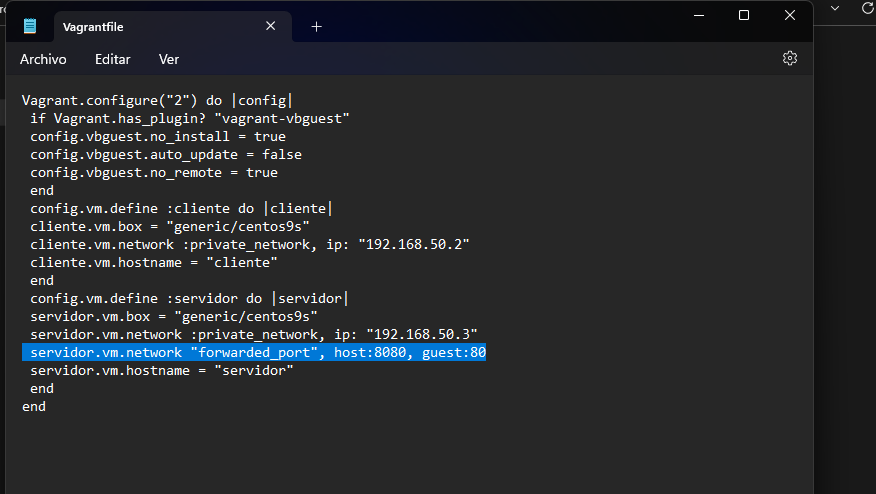 Vagrantfile
Archivo Editar Ver
Vagrant.configure("2") do |config|
if Vagrant.has_plugin? "vagrant-vbguest"
config.vbguest.no_install = true
config.vbguest.auto_update = false
config.vbguest.no_remote = true
end
config.vm.define :cliente do |cliente|
cliente.vm.box = "generic/centos9s"
cliente.vm.network :private_network, ip: "192.168.50.2"
cliente.vm.hostname = "cliente"
end
config.vm.define :servidor do |servidor|
servidor.vm.box = "generic/centos9s"
servidor.vm.network :private_network, ip: "192.168.50.3"
servidor.vm.network "forwarded_port", host:8080, guest:80
servidor.vm.hostname = "servidor"
end
end